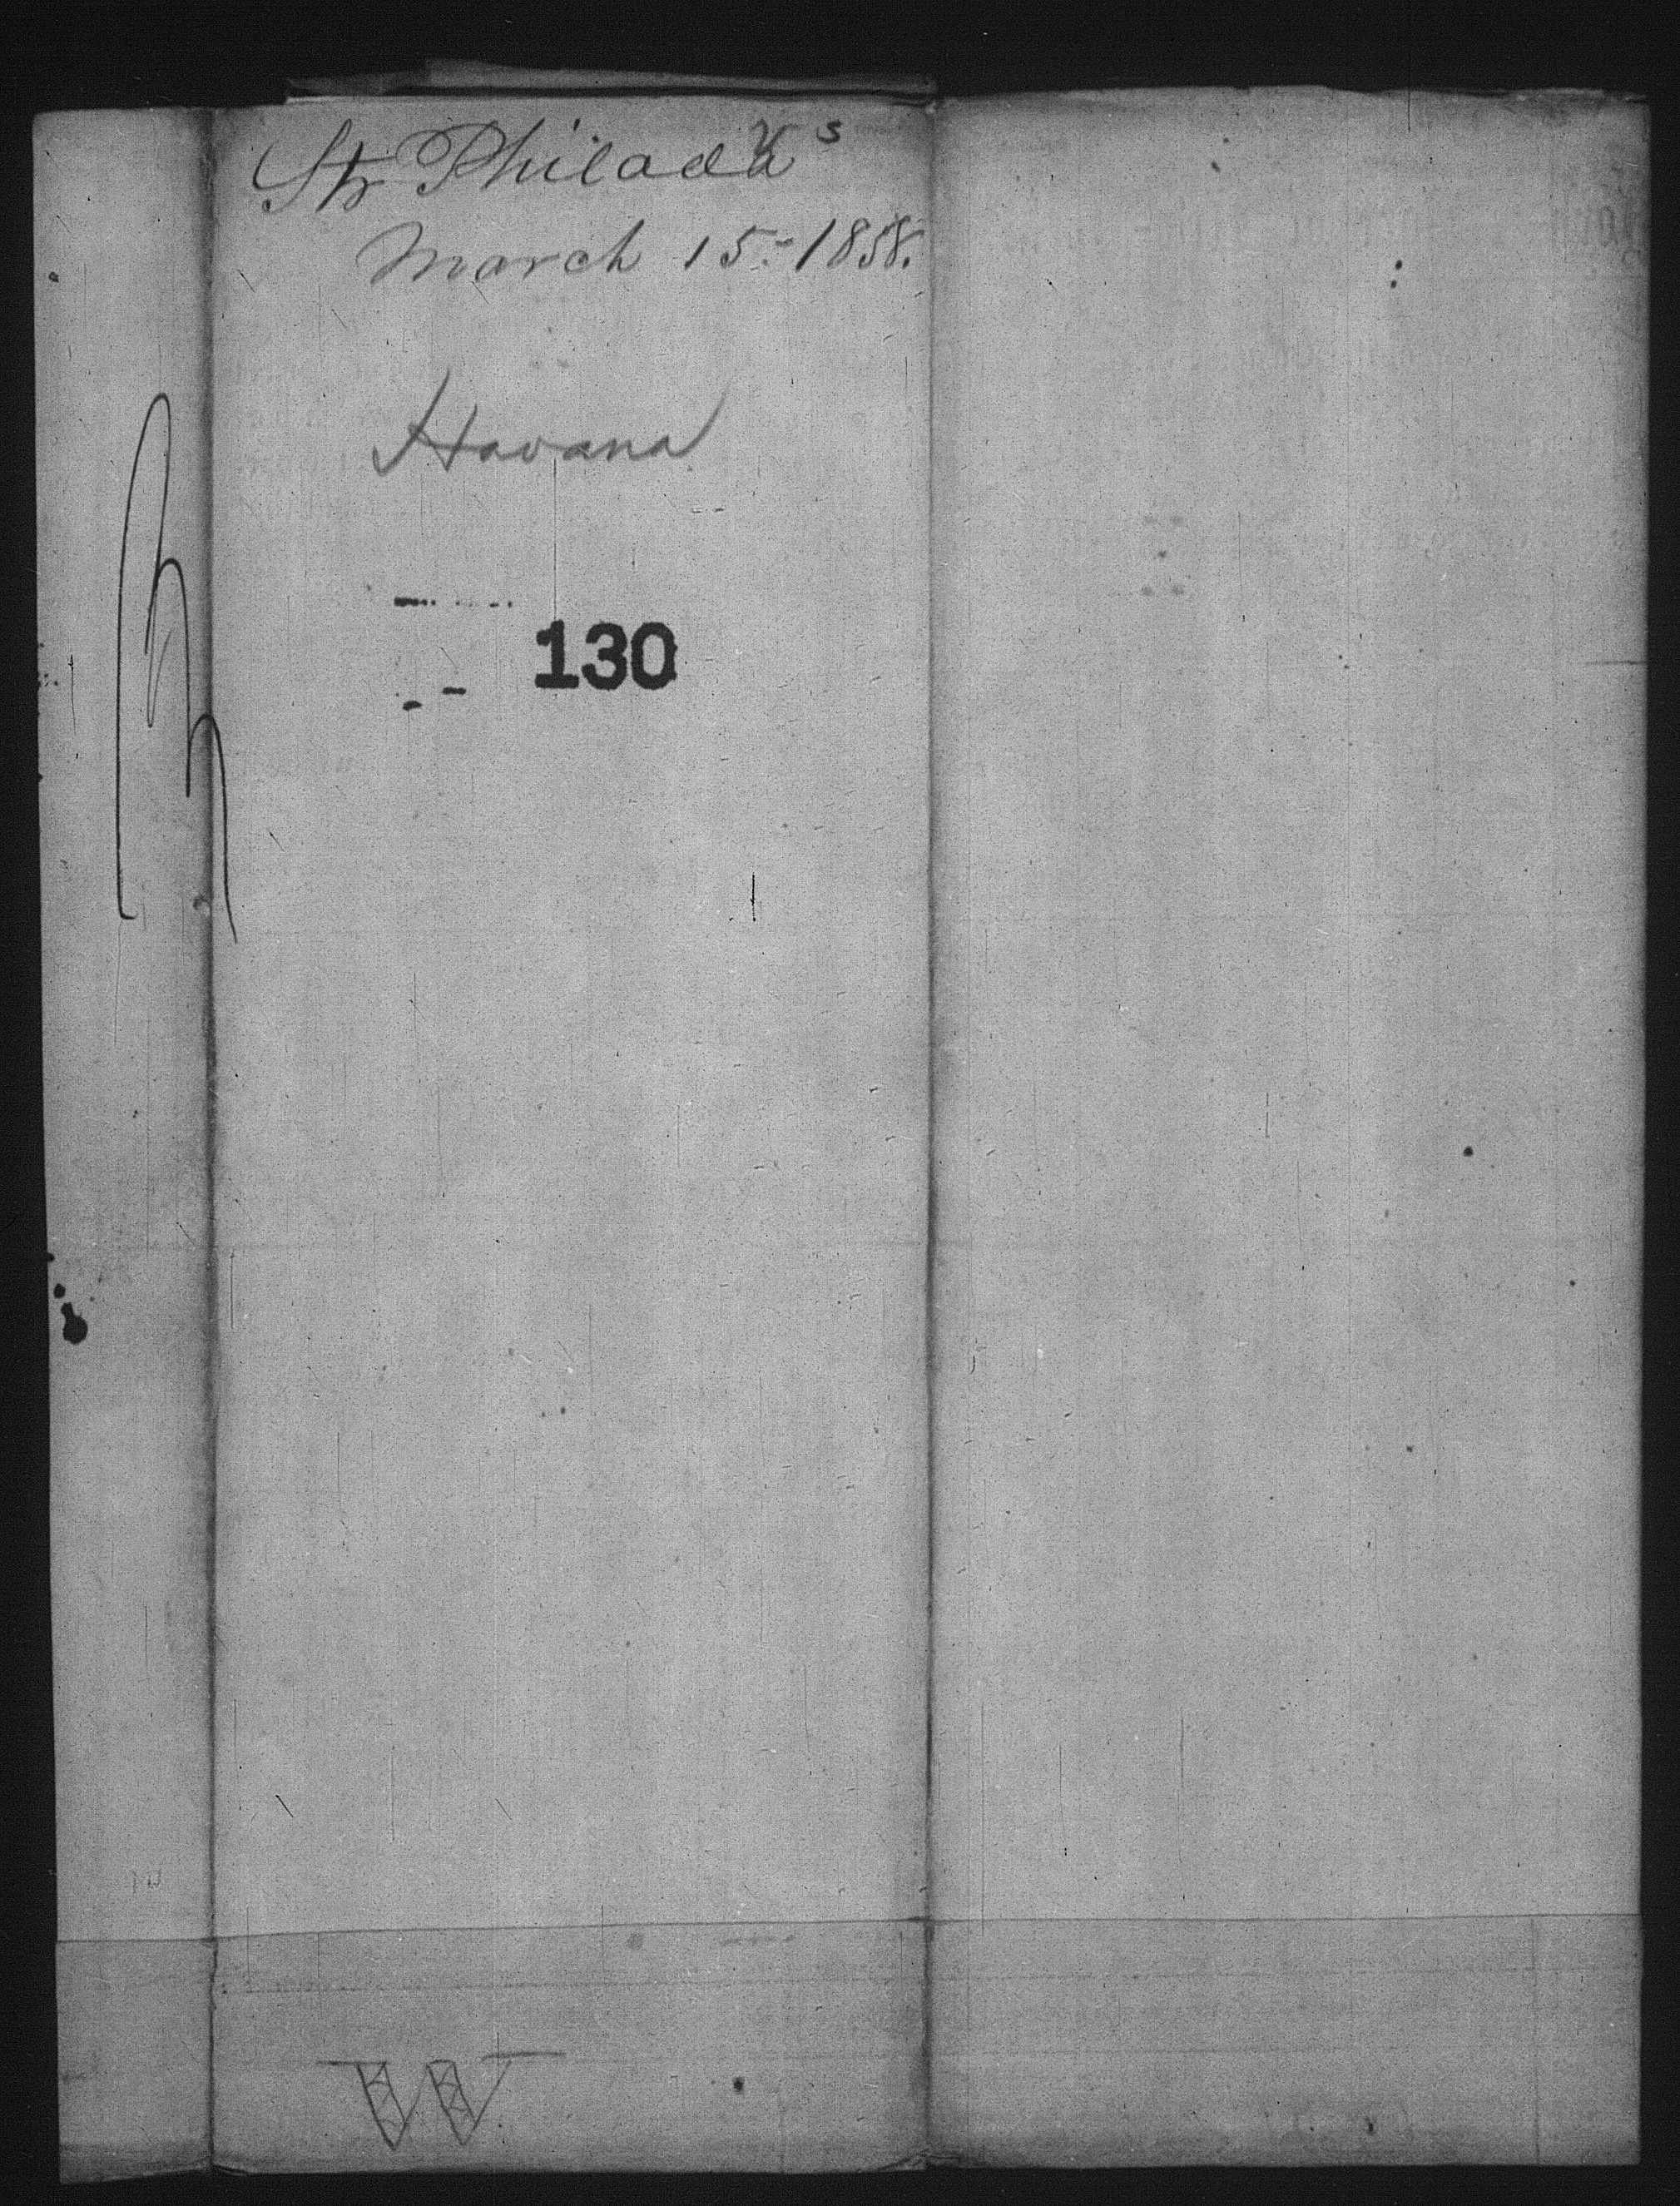 Str Philada
March 15-1858.
Havana
130
W